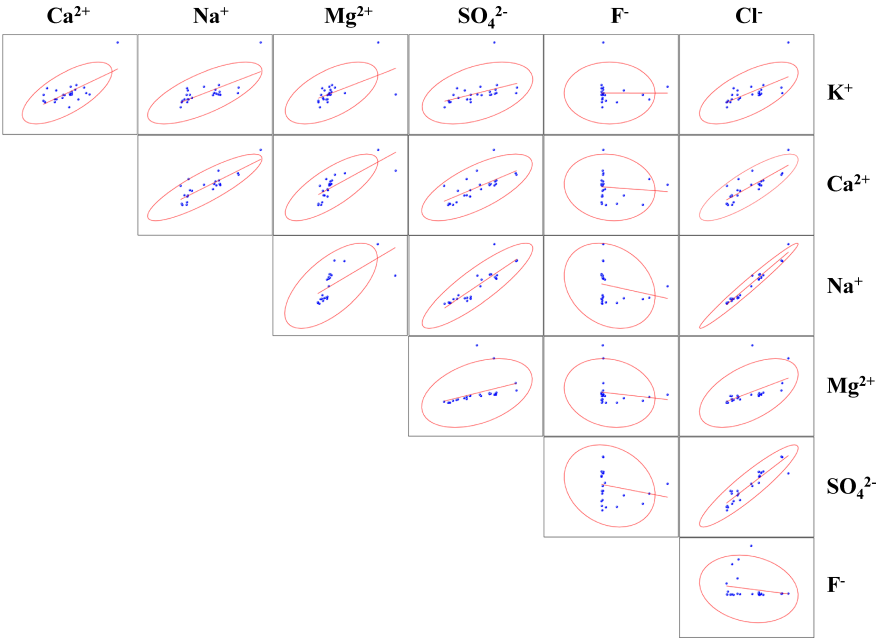 Ca²⁺ Na⁺ Mg²⁺ SO₄²⁻ F⁻ Cl⁻
K⁺
Ca²⁺
Na⁺
Mg²⁺
SO₄²⁻
F⁻